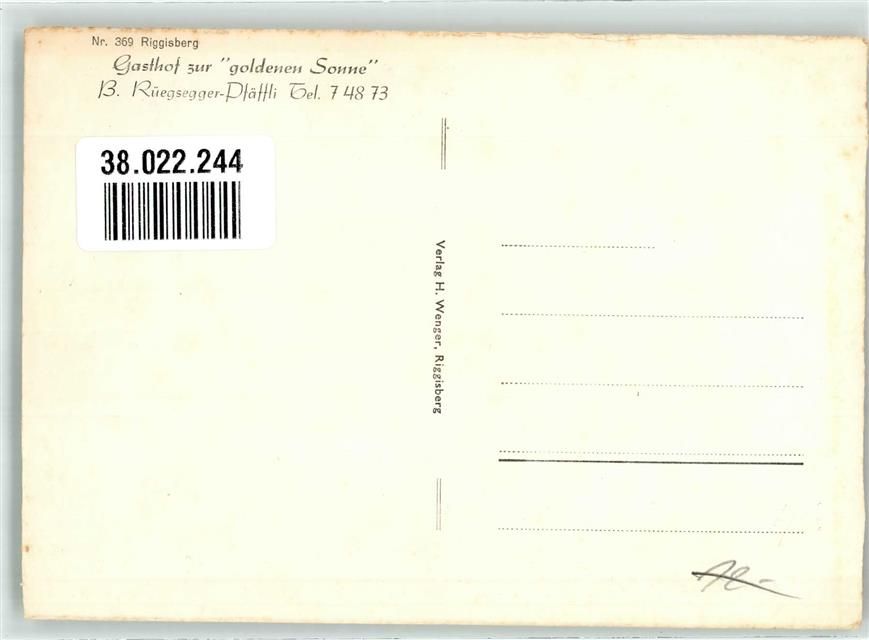 Nr. 369 Riggisberg
Gasthof zur "goldenen Sonne"
B. Rüegsegger-Pfäffli Tel. 7 48 73
38.022.244
Verlag H. Wenger, Riggisberg